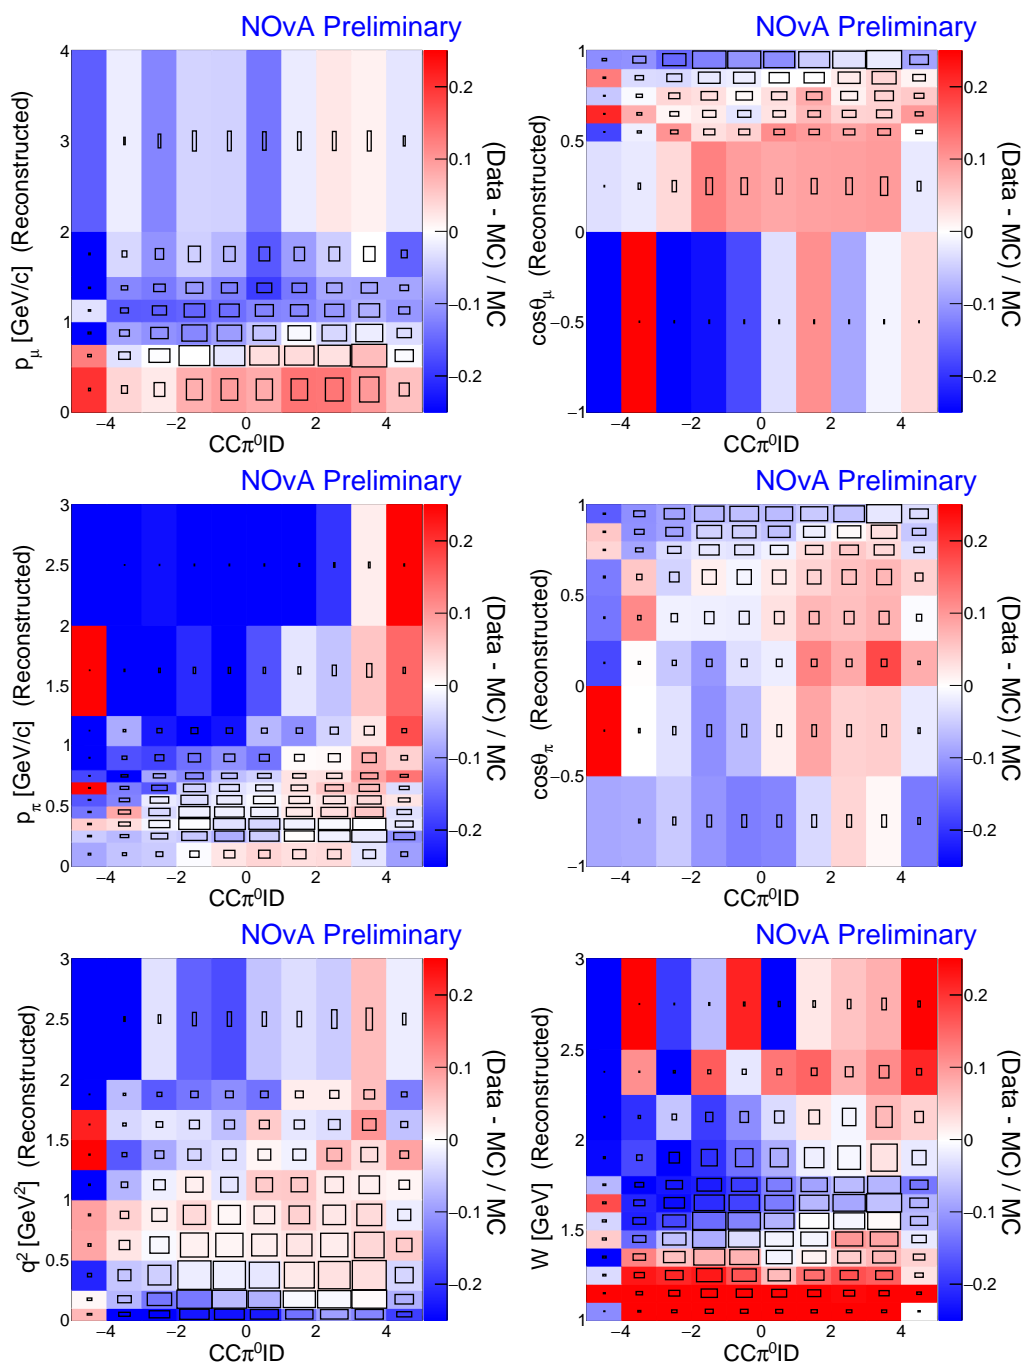 NOvA Preliminary
4
3
2
1
0
−4 −2 0 2 4
CCπ⁰ID
p_μ [GeV/c] (Reconstructed)
0.2
0.1
0
−0.1
−0.2
(Data - MC) / MC
NOvA Preliminary
1
0.5
0
−0.5
−1
−4 −2 0 2 4
CCπ⁰ID
cosθ_μ (Reconstructed)
0.2
0.1
0
−0.1
−0.2
(Data - MC) / MC
NOvA Preliminary
3
2.5
2
1.5
1
0.5
0
−4 −2 0 2 4
CCπ⁰ID
p_π [GeV/c] (Reconstructed)
0.2
0.1
0
−0.1
−0.2
(Data - MC) / MC
NOvA Preliminary
1
0.5
0
−0.5
−1
−4 −2 0 2 4
CCπ⁰ID
cosθ_π (Reconstructed)
0.2
0.1
0
−0.1
−0.2
(Data - MC) / MC
NOvA Preliminary
3
2.5
2
1.5
1
0.5
0
−4 −2 0 2 4
CCπ⁰ID
q² [GeV²] (Reconstructed)
0.2
0.1
0
−0.1
−0.2
(Data - MC) / MC
NOvA Preliminary
3
2.5
2
1.5
1
−4 −2 0 2 4
CCπ⁰ID
W [GeV] (Reconstructed)
0.2
0.1
0
−0.1
−0.2
(Data - MC) / MC